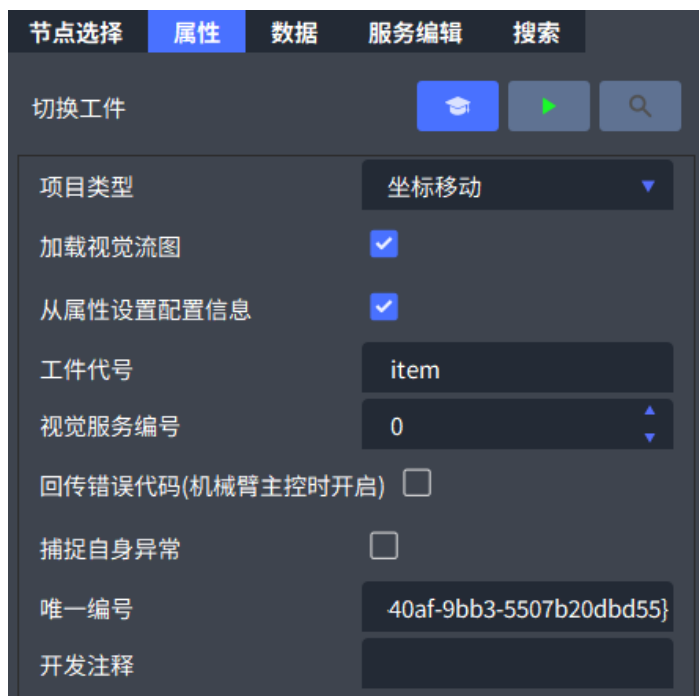 节点选择 属性 数据 服务编辑 搜索
切换工件
项目类型 坐标移动
加载视觉流图
从属性设置配置信息
工件代号 item
视觉服务编号 0
回传错误代码(机械臂主控时开启)
捕捉自身异常
唯一编号 40af-9bb3-5507b20dbd55}
开发注释